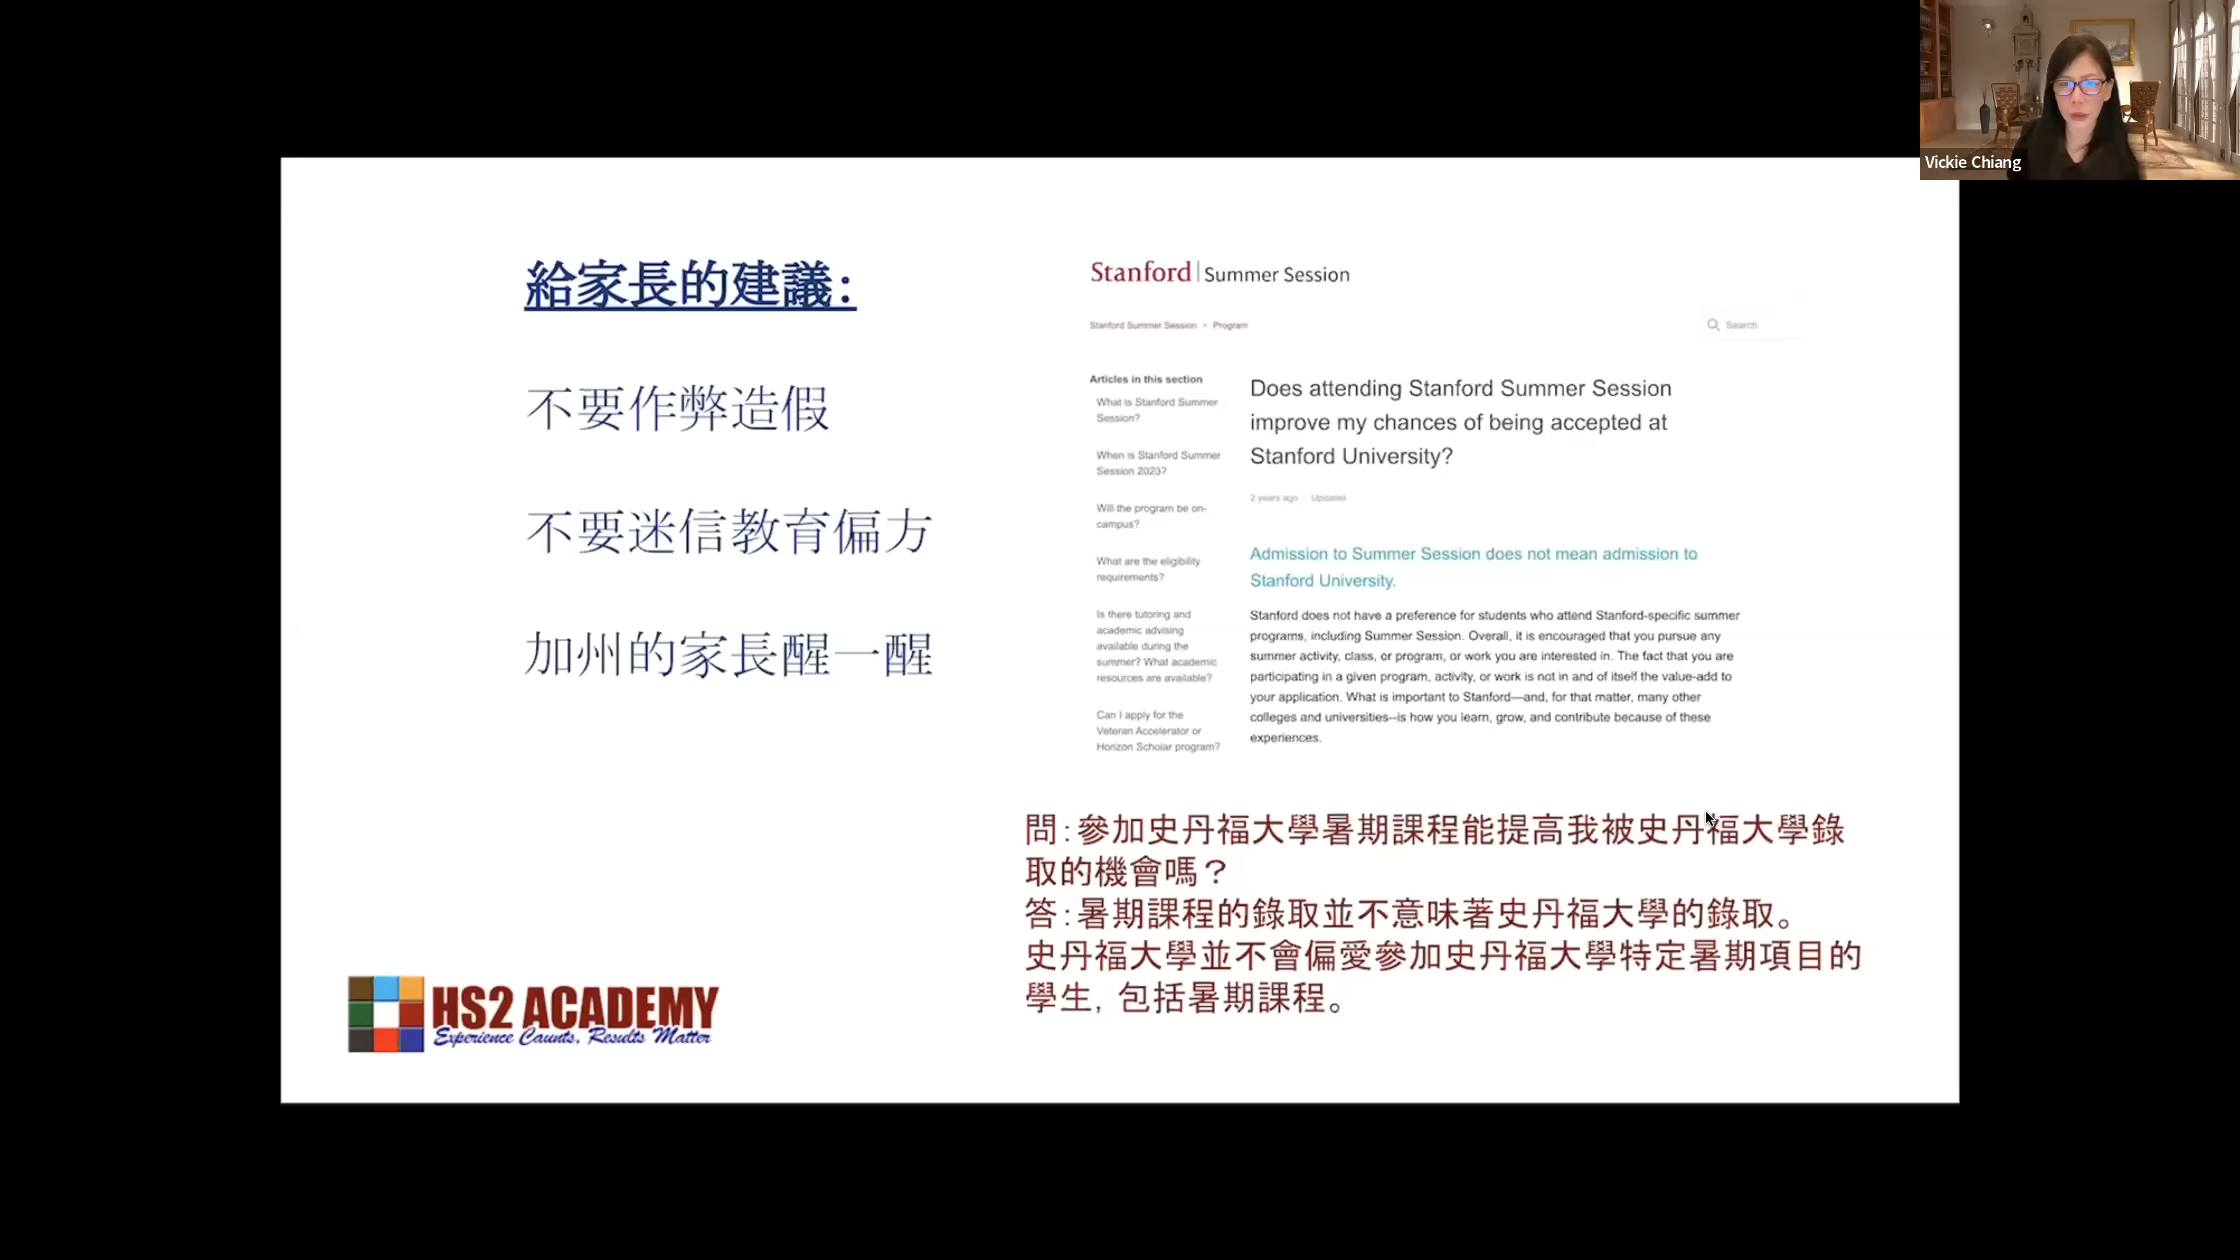 Vickie Chiang
給家長的建議:
不要作弊造假
不要迷信教育偏方
加州的家長醒一醒
HS2 ACADEMY
Experience Counts, Results Matter
Stanford | Summer Session
Stanford Summer Session > Program
Search
Articles in this section
What is Stanford Summer
Session?
When is Stanford Summer
Session 2023?
Will the program be on-
campus?
What are the eligibility
requirements?
Is there tutoring and
academic advising
available during the
summer? What academic
resources are available?
Can I apply for the
Veteran Accelerator or
Horizon Scholar program?
Does attending Stanford Summer Session
improve my chances of being accepted at
Stanford University?
2 years ago Updated
Admission to Summer Session does not mean admission to
Stanford University.
Stanford does not have a preference for students who attend Stanford-specific summer
programs, including Summer Session. Overall, it is encouraged that you pursue any
summer activity, class, or program, or work you are interested in. The fact that you are
participating in a given program, activity, or work is not in and of itself the value-add to
your application. What is important to Stanford—and, for that matter, many other
colleges and universities--is how you learn, grow, and contribute because of these
experiences.
問:參加史丹福大學暑期課程能提高我被史丹福大學錄
取的機會嗎？
答:暑期課程的錄取並不意味著史丹福大學的錄取。
史丹福大學並不會偏愛參加史丹福大學特定暑期項目的
學生, 包括暑期課程。